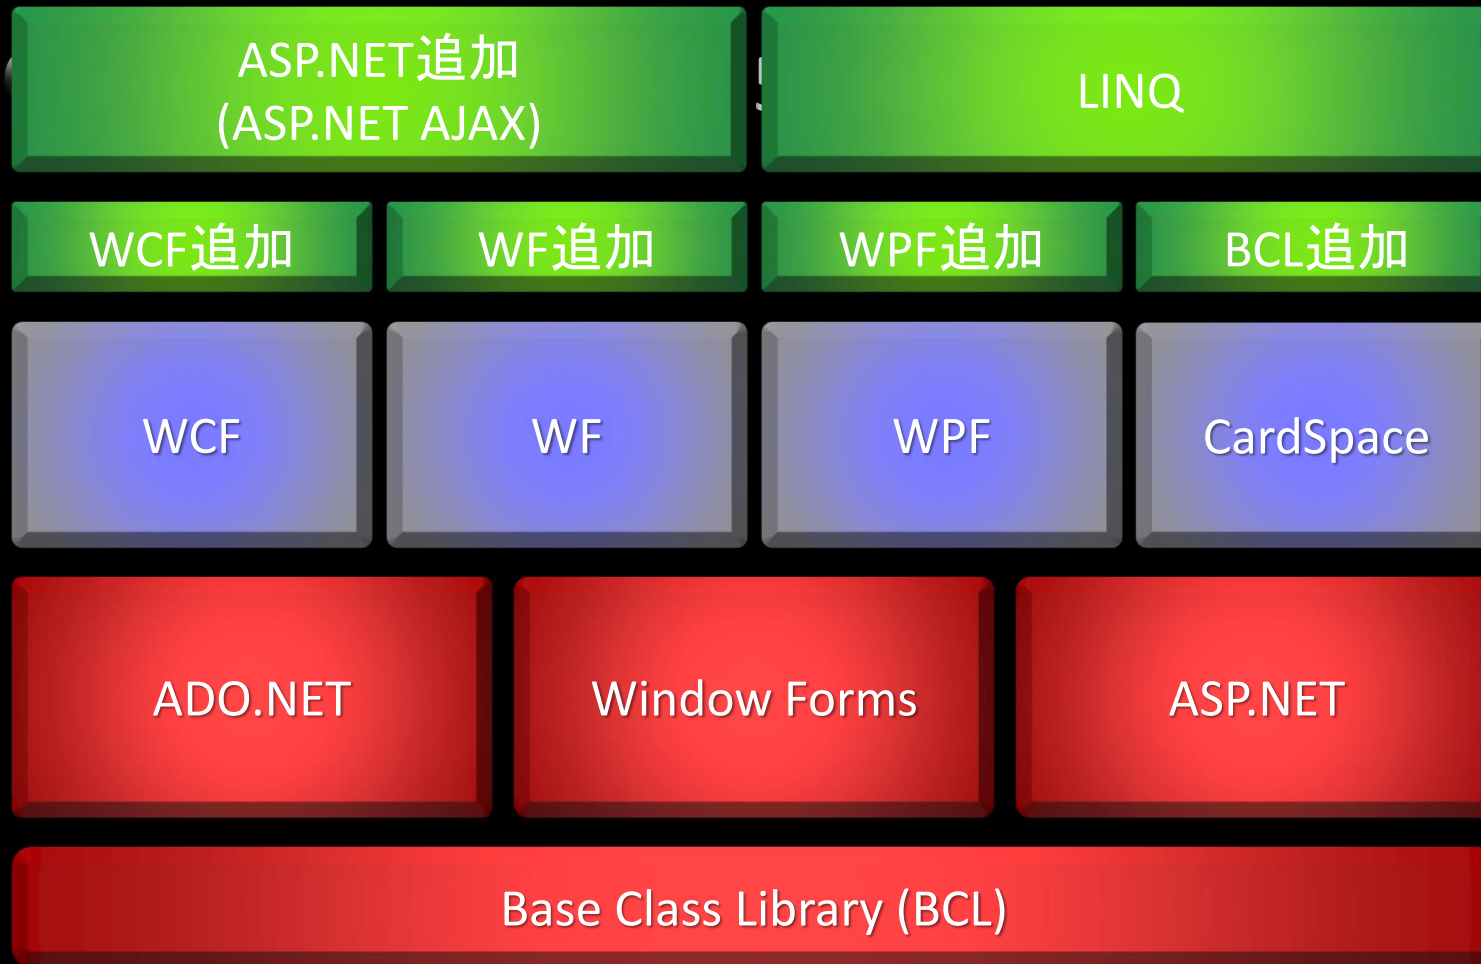 ASP.NET追加
(ASP.NET AJAX)
LINQ
WCF追加
WF追加
WPF追加
BCL追加
WCF
WF
WPF
CardSpace
ADO.NET
Window Forms
ASP.NET
Base Class Library (BCL)